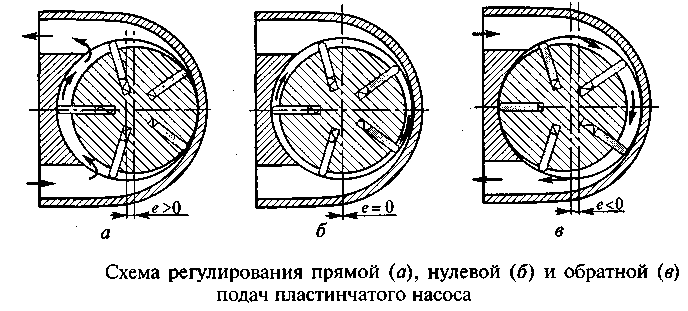 e>0
e=0
e<0
а
б
в
Схема регулирования прямой (а), нулевой (б) и обратной (в)
подач пластинчатого насоса